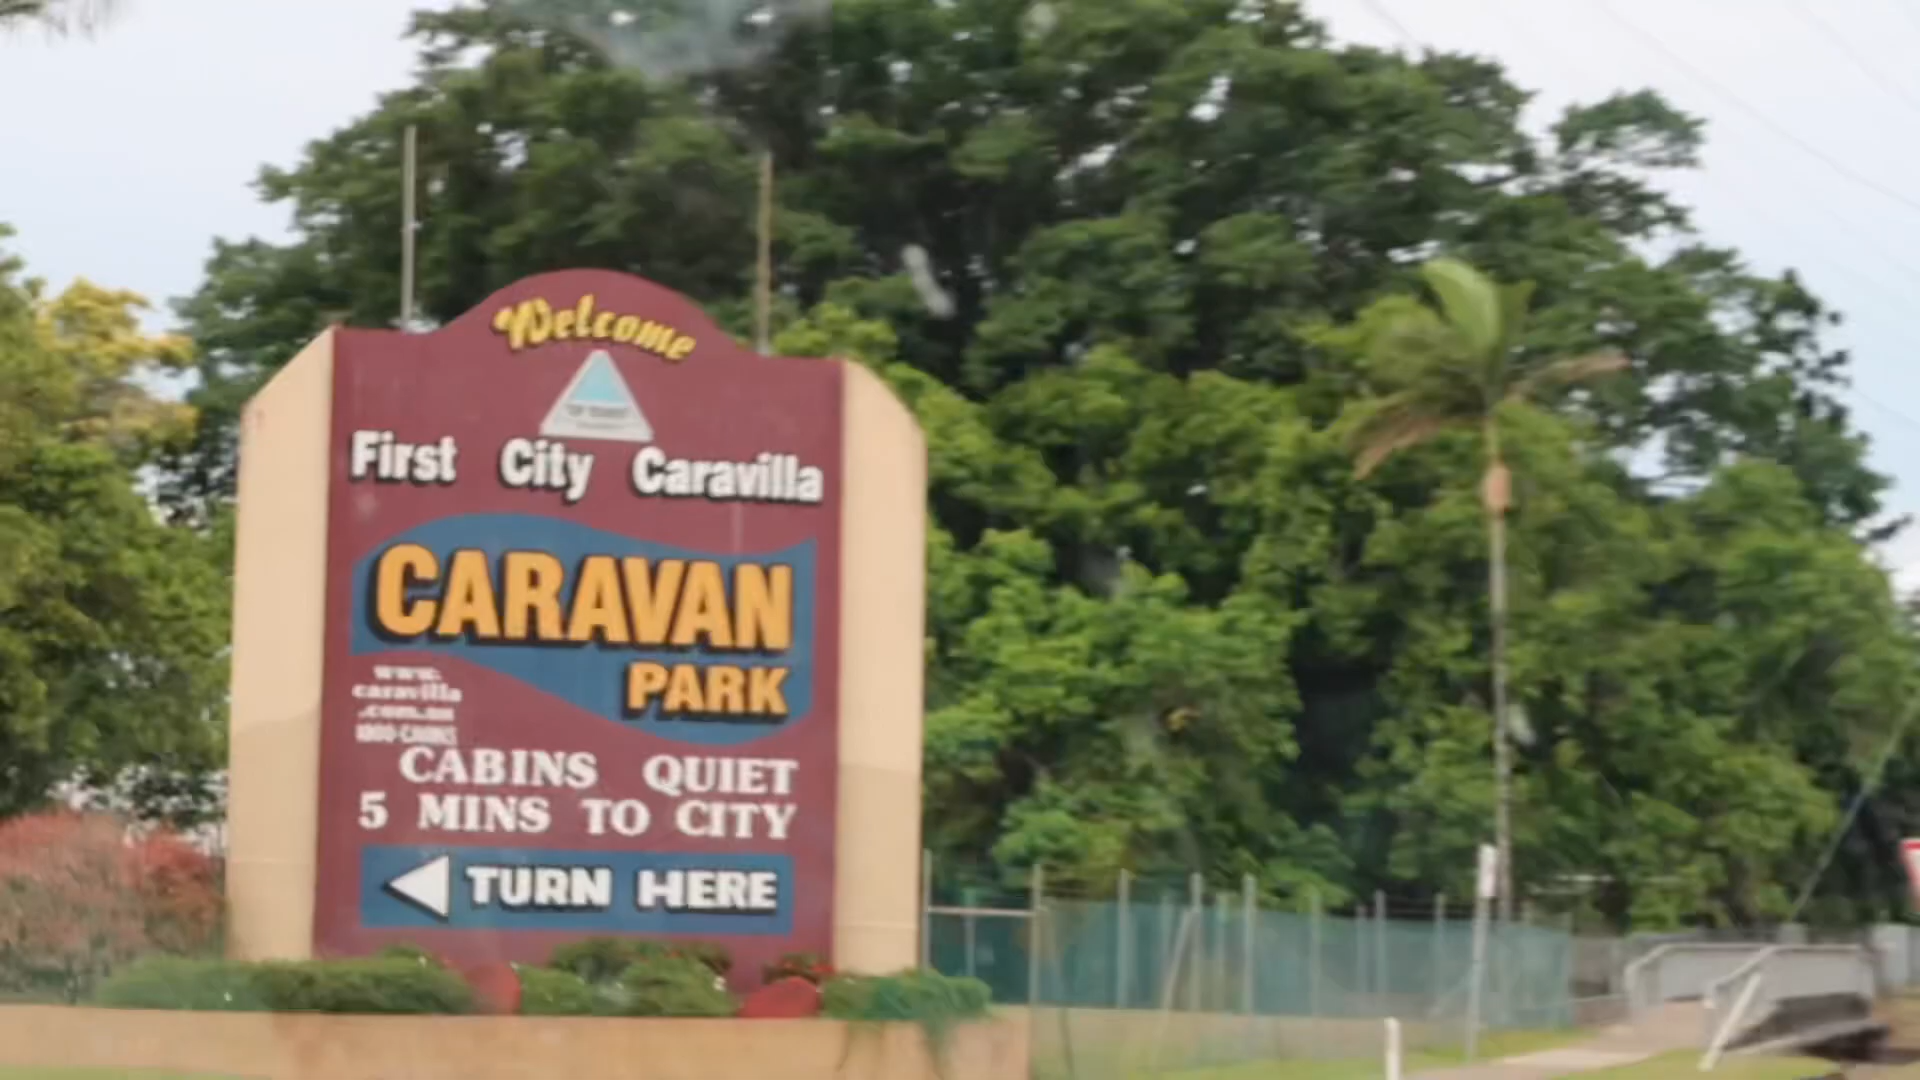 Welcome
First City Caravilla
CARAVAN
PARK
www.
caravilla
.com.au
CABINS QUIET
5 MINS TO CITY
TURN HERE